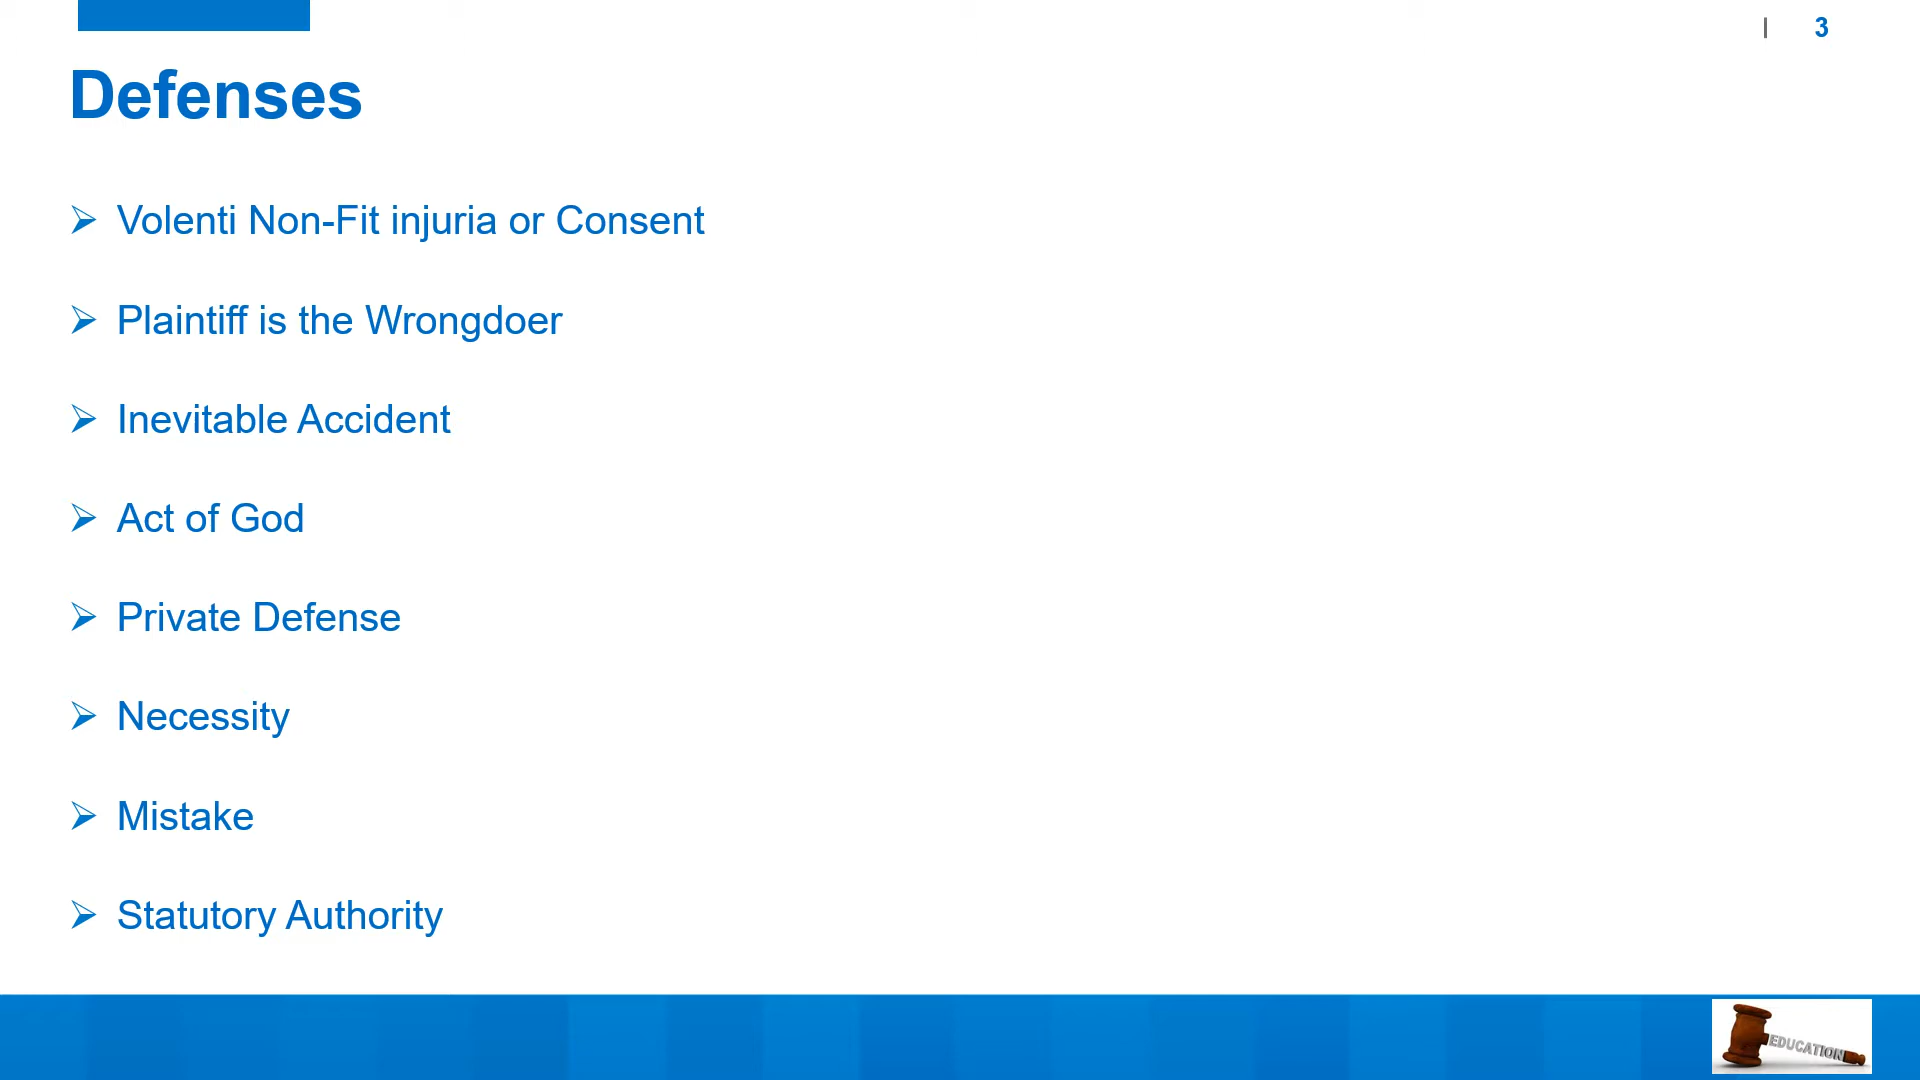 3
Defenses
Volenti Non-Fit injuria or Consent
Plaintiff is the Wrongdoer
Inevitable Accident
Act of God
Private Defense
Necessity
Mistake
Statutory Authority
EDUCATION